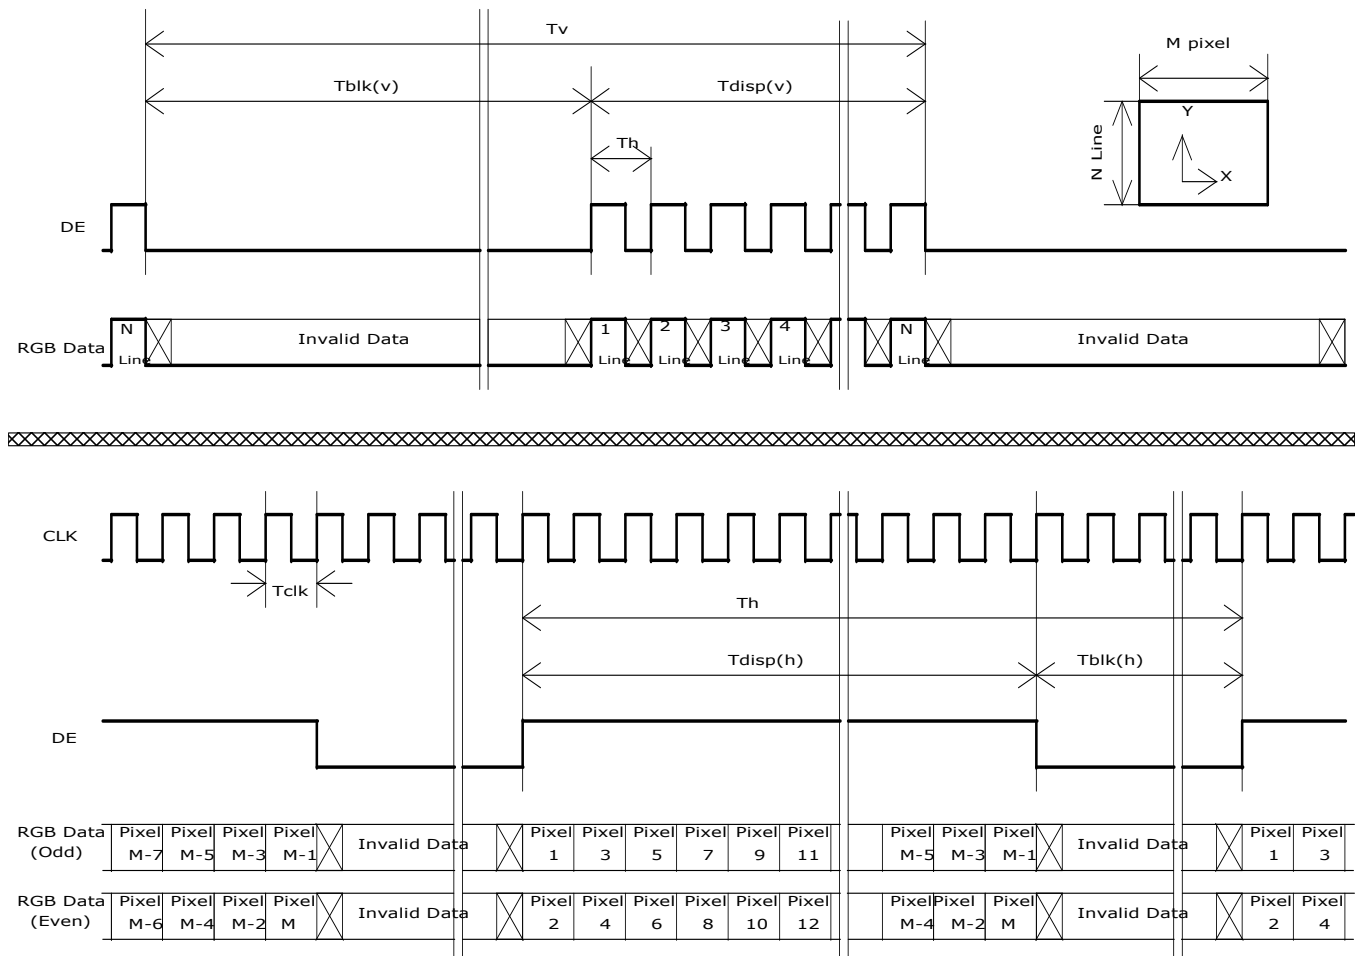 Tv
M pixel
Tblk(v) Tdisp(v)
Th
N Line
Y
X
DE
RGB Data
N Line Invalid Data 1 Line 2 Line 3 Line 4 Line N Line Invalid Data
CLK
Tclk
Th
Tdisp(h) Tblk(h)
DE
RGB Data (Odd)
Pixel M-7 Pixel M-5 Pixel M-3 Pixel M-1 Invalid Data Pixel 1 Pixel 3 Pixel 5 Pixel 7 Pixel 9 Pixel 11 Pixel M-5 Pixel M-3 Pixel M-1 Invalid Data Pixel 1 Pixel 3
RGB Data (Even)
Pixel M-6 Pixel M-4 Pixel M-2 Pixel M Invalid Data Pixel 2 Pixel 4 Pixel 6 Pixel 8 Pixel 10 Pixel 12 Pixel M-4 Pixel M-2 Pixel M Invalid Data Pixel 2 Pixel 4